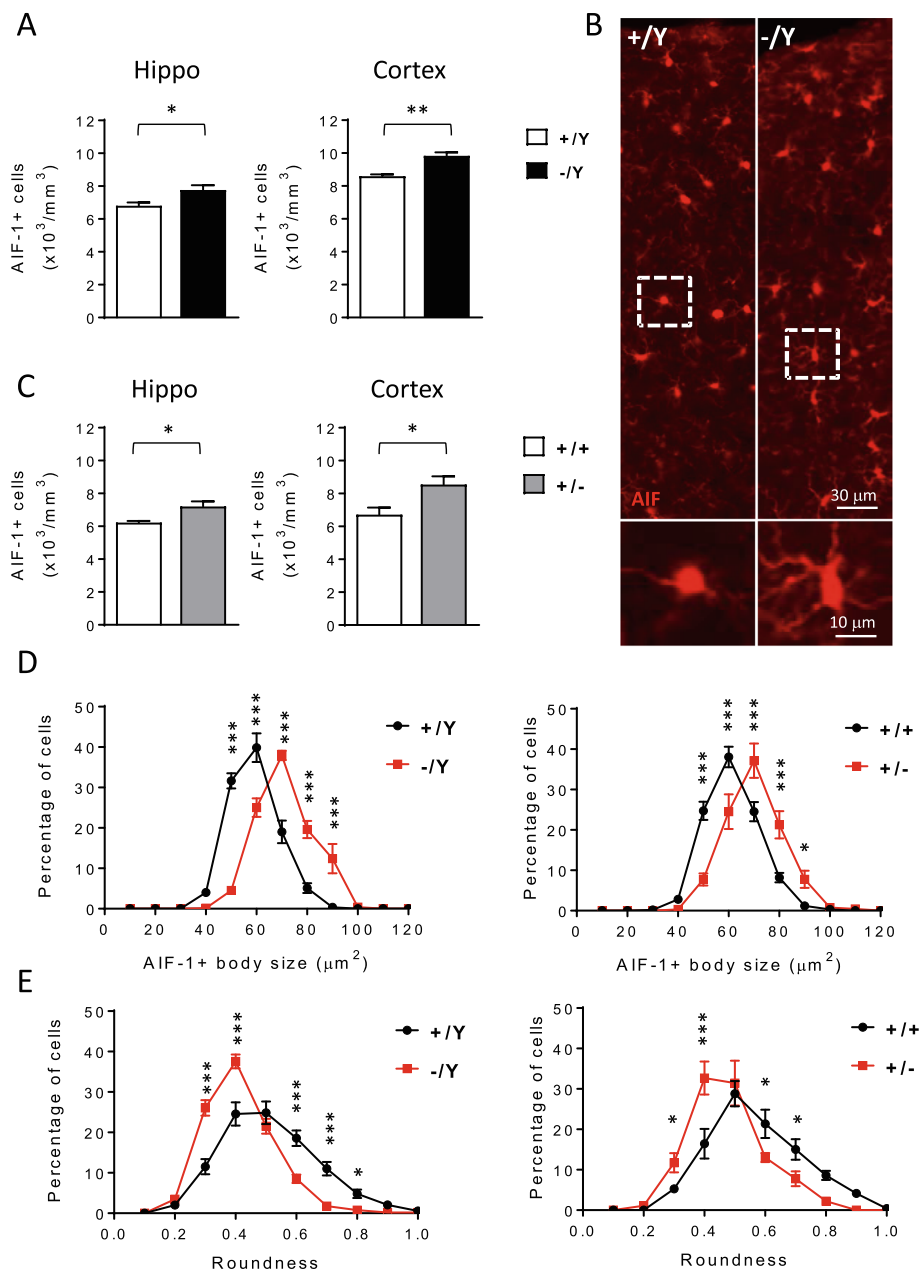 A
B
Hippo
Cortex
*
**
AIF-1+ cells
(x10³/mm³)
12
10
8
6
4
2
0
AIF-1+ cells
(x10³/mm³)
12
10
8
6
4
2
0
+/Y
-/Y
+/Y
-/Y
AIF
30 μm
10 μm
C
Hippo
Cortex
*
*
AIF-1+ cells
(x10³/mm³)
12
10
8
6
4
2
0
AIF-1+ cells
(x10³/mm³)
12
10
8
6
4
2
0
+/+
+/-
D
Percentage of cells
50
40
30
20
10
0
*** *** *** *** ***
+/Y
-/Y
0 20 40 60 80 100 120
AIF-1+ body size (μm²)
Percentage of cells
50
40
30
20
10
0
*** *** *** *** *
+/+
+/-
0 20 40 60 80 100 120
AIF-1+ body size (μm²)
E
Percentage of cells
50
40
30
20
10
0
*** *** *** *** *
+/Y
-/Y
0.0 0.2 0.4 0.6 0.8 1.0
Roundness
Percentage of cells
50
40
30
20
10
0
* *** * *
+/+
+/-
0.0 0.2 0.4 0.6 0.8 1.0
Roundness